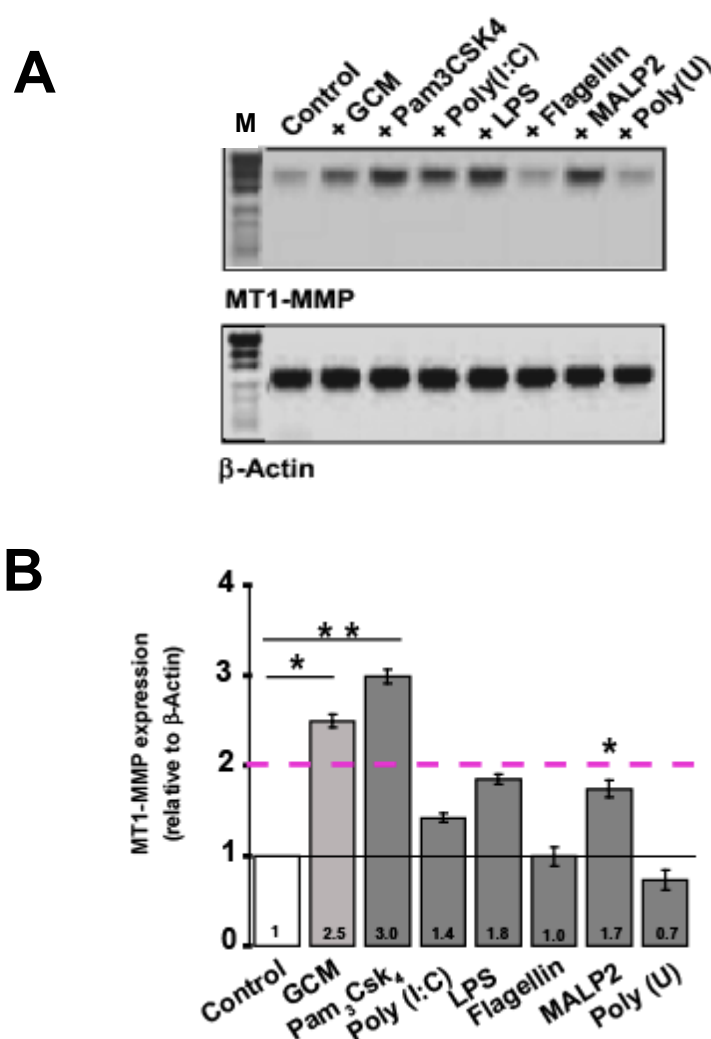 A
M
Control
+ GCM
+ Pam3CSK4
+ Poly(I:C)
+ LPS
+ Flagellin
+ MALP2
+ Poly(U)
MT1-MMP
β-Actin
B
MT1-MMP expression
(relative to β-Actin)
4
3
2
1
0
* *
*
*
1
2.5
3.0
1.4
1.8
1.0
1.7
0.7
Control
GCM
Pam3Csk4
Poly (I:C)
LPS
Flagellin
MALP2
Poly (U)